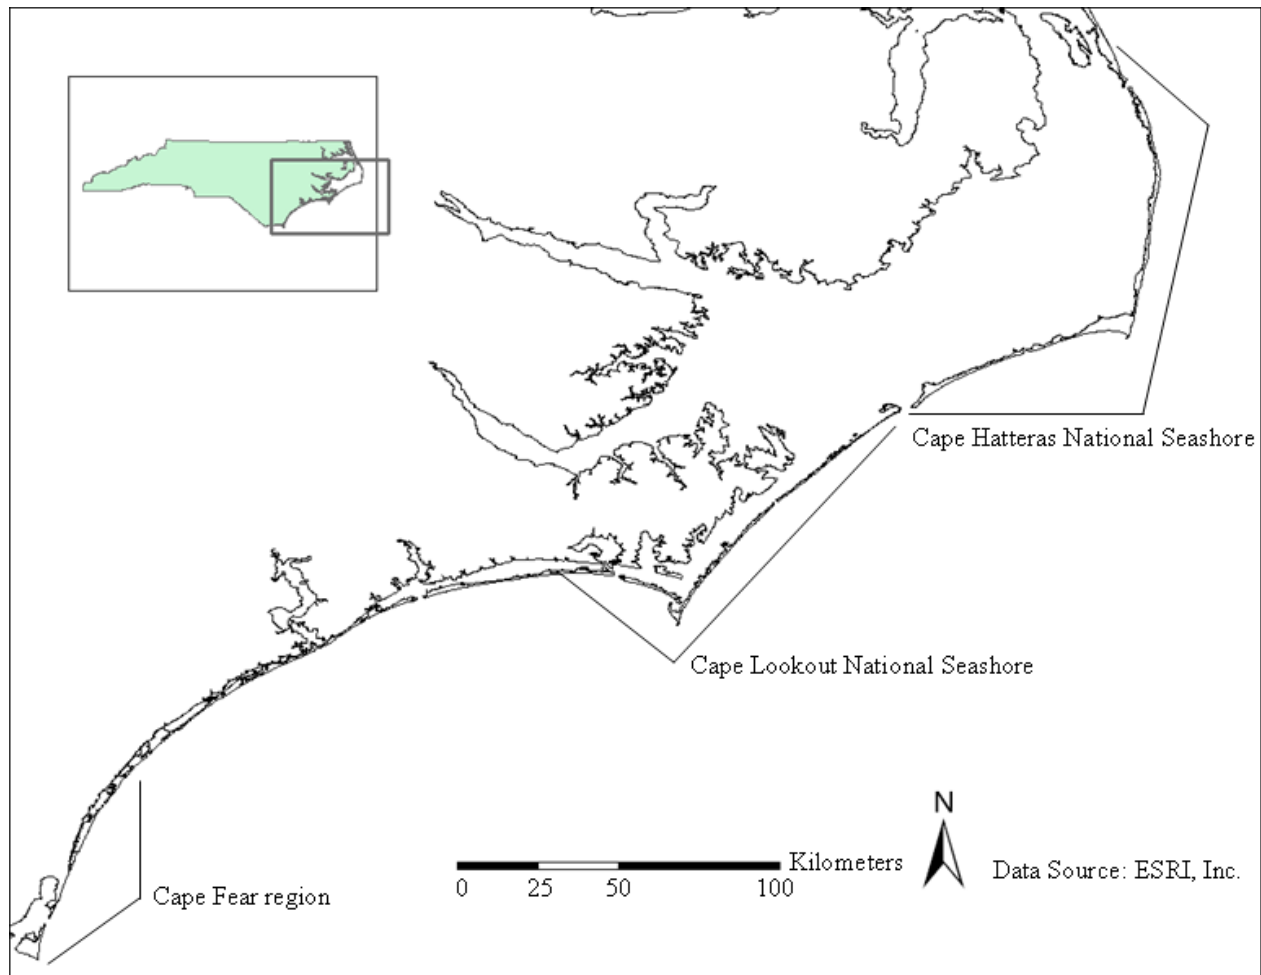 Cape Hatteras National Seashore
Cape Lookout National Seashore
N
Kilometers
0 25 50 100
Data Source: ESRI, Inc.
Cape Fear region